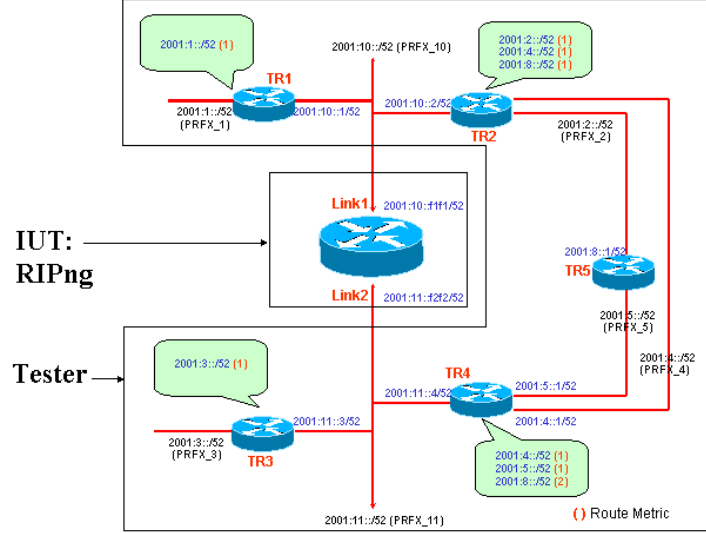 2001:1::/52 (1)
2001:10::/52 (PRFX_10)
2001:2::/52 (1)
2001:4::/52 (1)
2001:8::/52 (1)
TR1
2001:1::/52
(PRFX_1)
2001:10::1/52
2001:10::2/52
TR2
2001:2::/52
(PRFX_2)
Link1
2001:10::f1f1/52
IUT:
RIPng
2001:8::1/52
TR5
Link2
2001:11::f2f2/52
2001:5::/52
(PRFX_5)
2001:4::/52
(PRFX_4)
Tester
2001:3::/52 (1)
TR4
2001:11::4/52
2001:5::1/52
2001:4::1/52
2001:11::3/52
2001:3::/52
(PRFX_3)
TR3
2001:4::/52 (1)
2001:5::/52 (1)
2001:8::/52 (2)
2001:11::/52 (PRFX_11)
( ) Route Metric